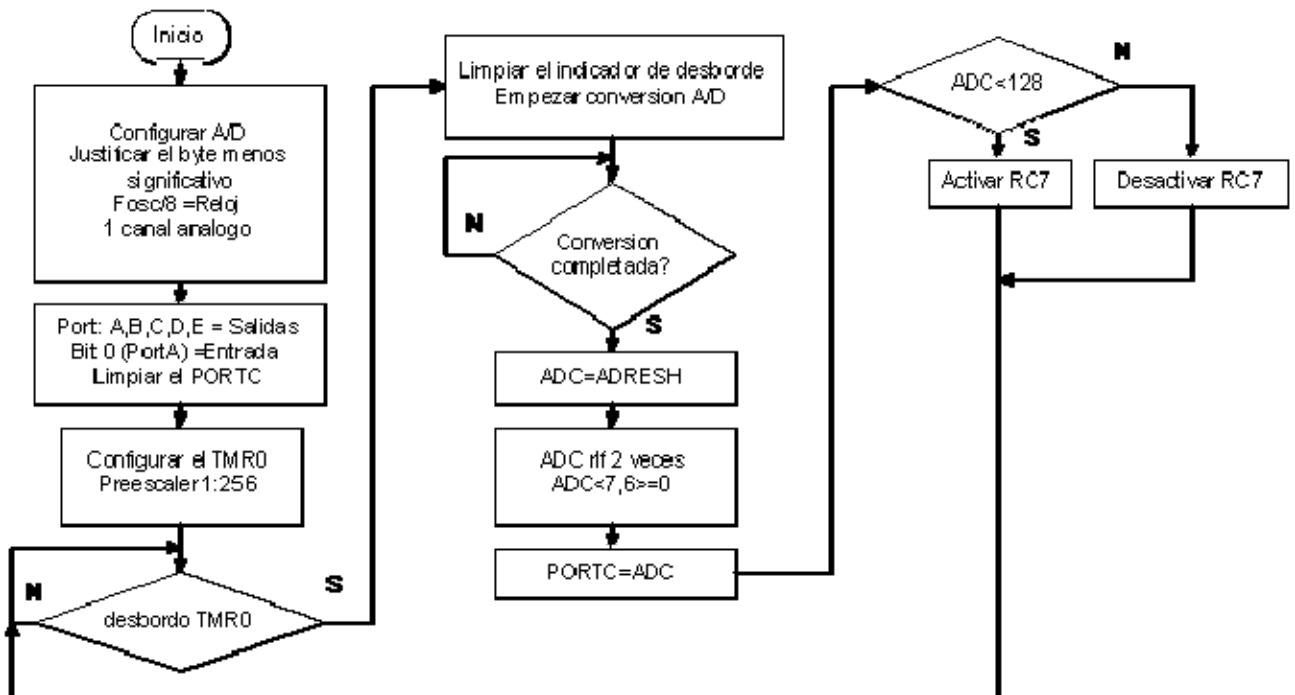 Inicio
Configurar A/D
Justificar el byte menos
significativo
Fosc/8 =Reloj
1 canal analogo
Port: A,B,C,D,E = Salidas
Bit 0 (PortA) =Entrada
Limpiar el PORTC
Configurar el TMR0
Preescaler 1:256
N
S
desbordo TMR0
Limpiar el indicador de desborde
Empezar conversion A/D
N
Conversion
completada?
S
ADC=ADRESH
ADC rlf 2 veces
ADC<7,6>=0
PORTC=ADC
ADC<128
N
S
Activar RC7
Desactivar RC7